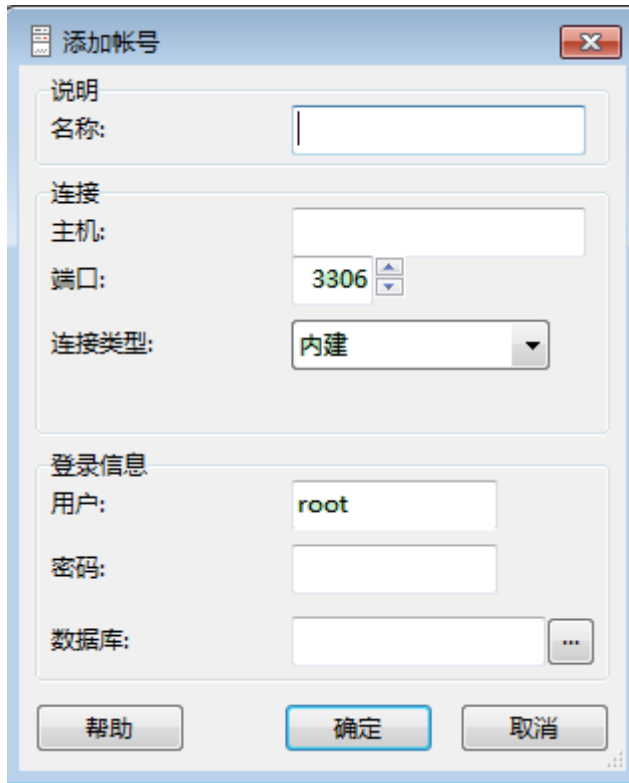 添加帐号
说明
名称:
连接
主机:
端口: 3306
连接类型: 内建
登录信息
用户: root
密码:
数据库: ...
帮助 确定 取消